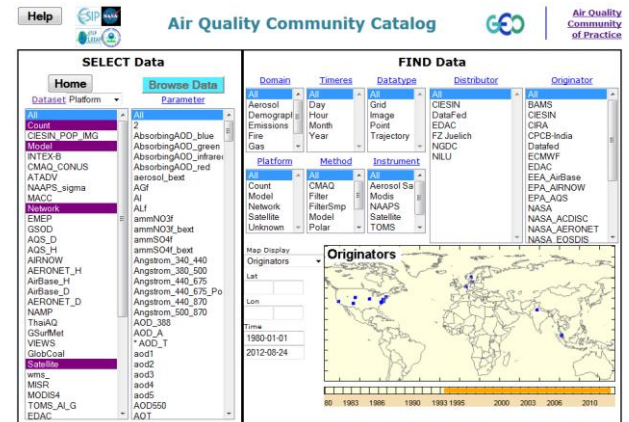 Help
ESIP
NASA
Air Quality Community Catalog
GEO
Air Quality
Community
of Practice
SELECT Data
Home
Browse Data
Dataset Platform
Parameter
All
Count
CIESIN_POP_IMG
Model
INTEX-B
CMAQ_CONUS
ATADV
NAAPS_sigma
MACC
Network
EMEP
GSOD
AQS_D
AQS_H
AIRNOW
AERONET_H
AirBase_H
AirBase_D
AERONET_D
NAMP
ThaiAQ
GSurfMet
VIEWS
GlobCoal
Satellite
wms_
MISR
MODIS4
TOMS_AI_G
EDAC
All
2
AbsorbingAOD_blue
AbsorbingAOD_green
AbsorbingAOD_infrarec
AbsorbingAOD_red
aerosol_bext
AGf
AI
ALf
ammNO3f
ammNO3f_bext
ammSO4f
ammSO4f_bext
Angstrom_340_440
Angstrom_380_500
Angstrom_440_675
Angstrom_440_675_Po
Angstrom_440_870
Angstrom_500_870
AOD_388
AOD_A
* AOD_T
aod1
aod2
aod3
aod4
aod5
AOD550
AOT
FIND Data
Domain
All
Aerosol
Demograpl
Emissions
Fire
Gas
Timeres
All
Day
Hour
Month
Year
Datatype
All
Grid
Image
Point
Trajectory
Distributor
All
CIESIN
DataFed
EDAC
FZ Juelich
NGDC
NILU
Originator
All
BAMS
CIESIN
CIRA
CPCB-India
Datafed
ECMWF
EDAC
EEA_AirBase
EPA_AIRNOW
EPA_AQS
NASA
NASA_ACDISC
NASA_AERONET
NASA_EOSDIS
Platform
All
Count
Model
Network
Satellite
Unknown
Method
All
CMAQ
Filter
FilterSmp
Model
Polar
Instrument
All
Aerosol Sa
Modis
NAAPS
Satellite
TOMS
Map Display
Originators
Lat
Lon
Time
1980-01-01
2012-08-24
Originators
80 1983 1986 1990 1993 1995 2000 2003 2006 2010